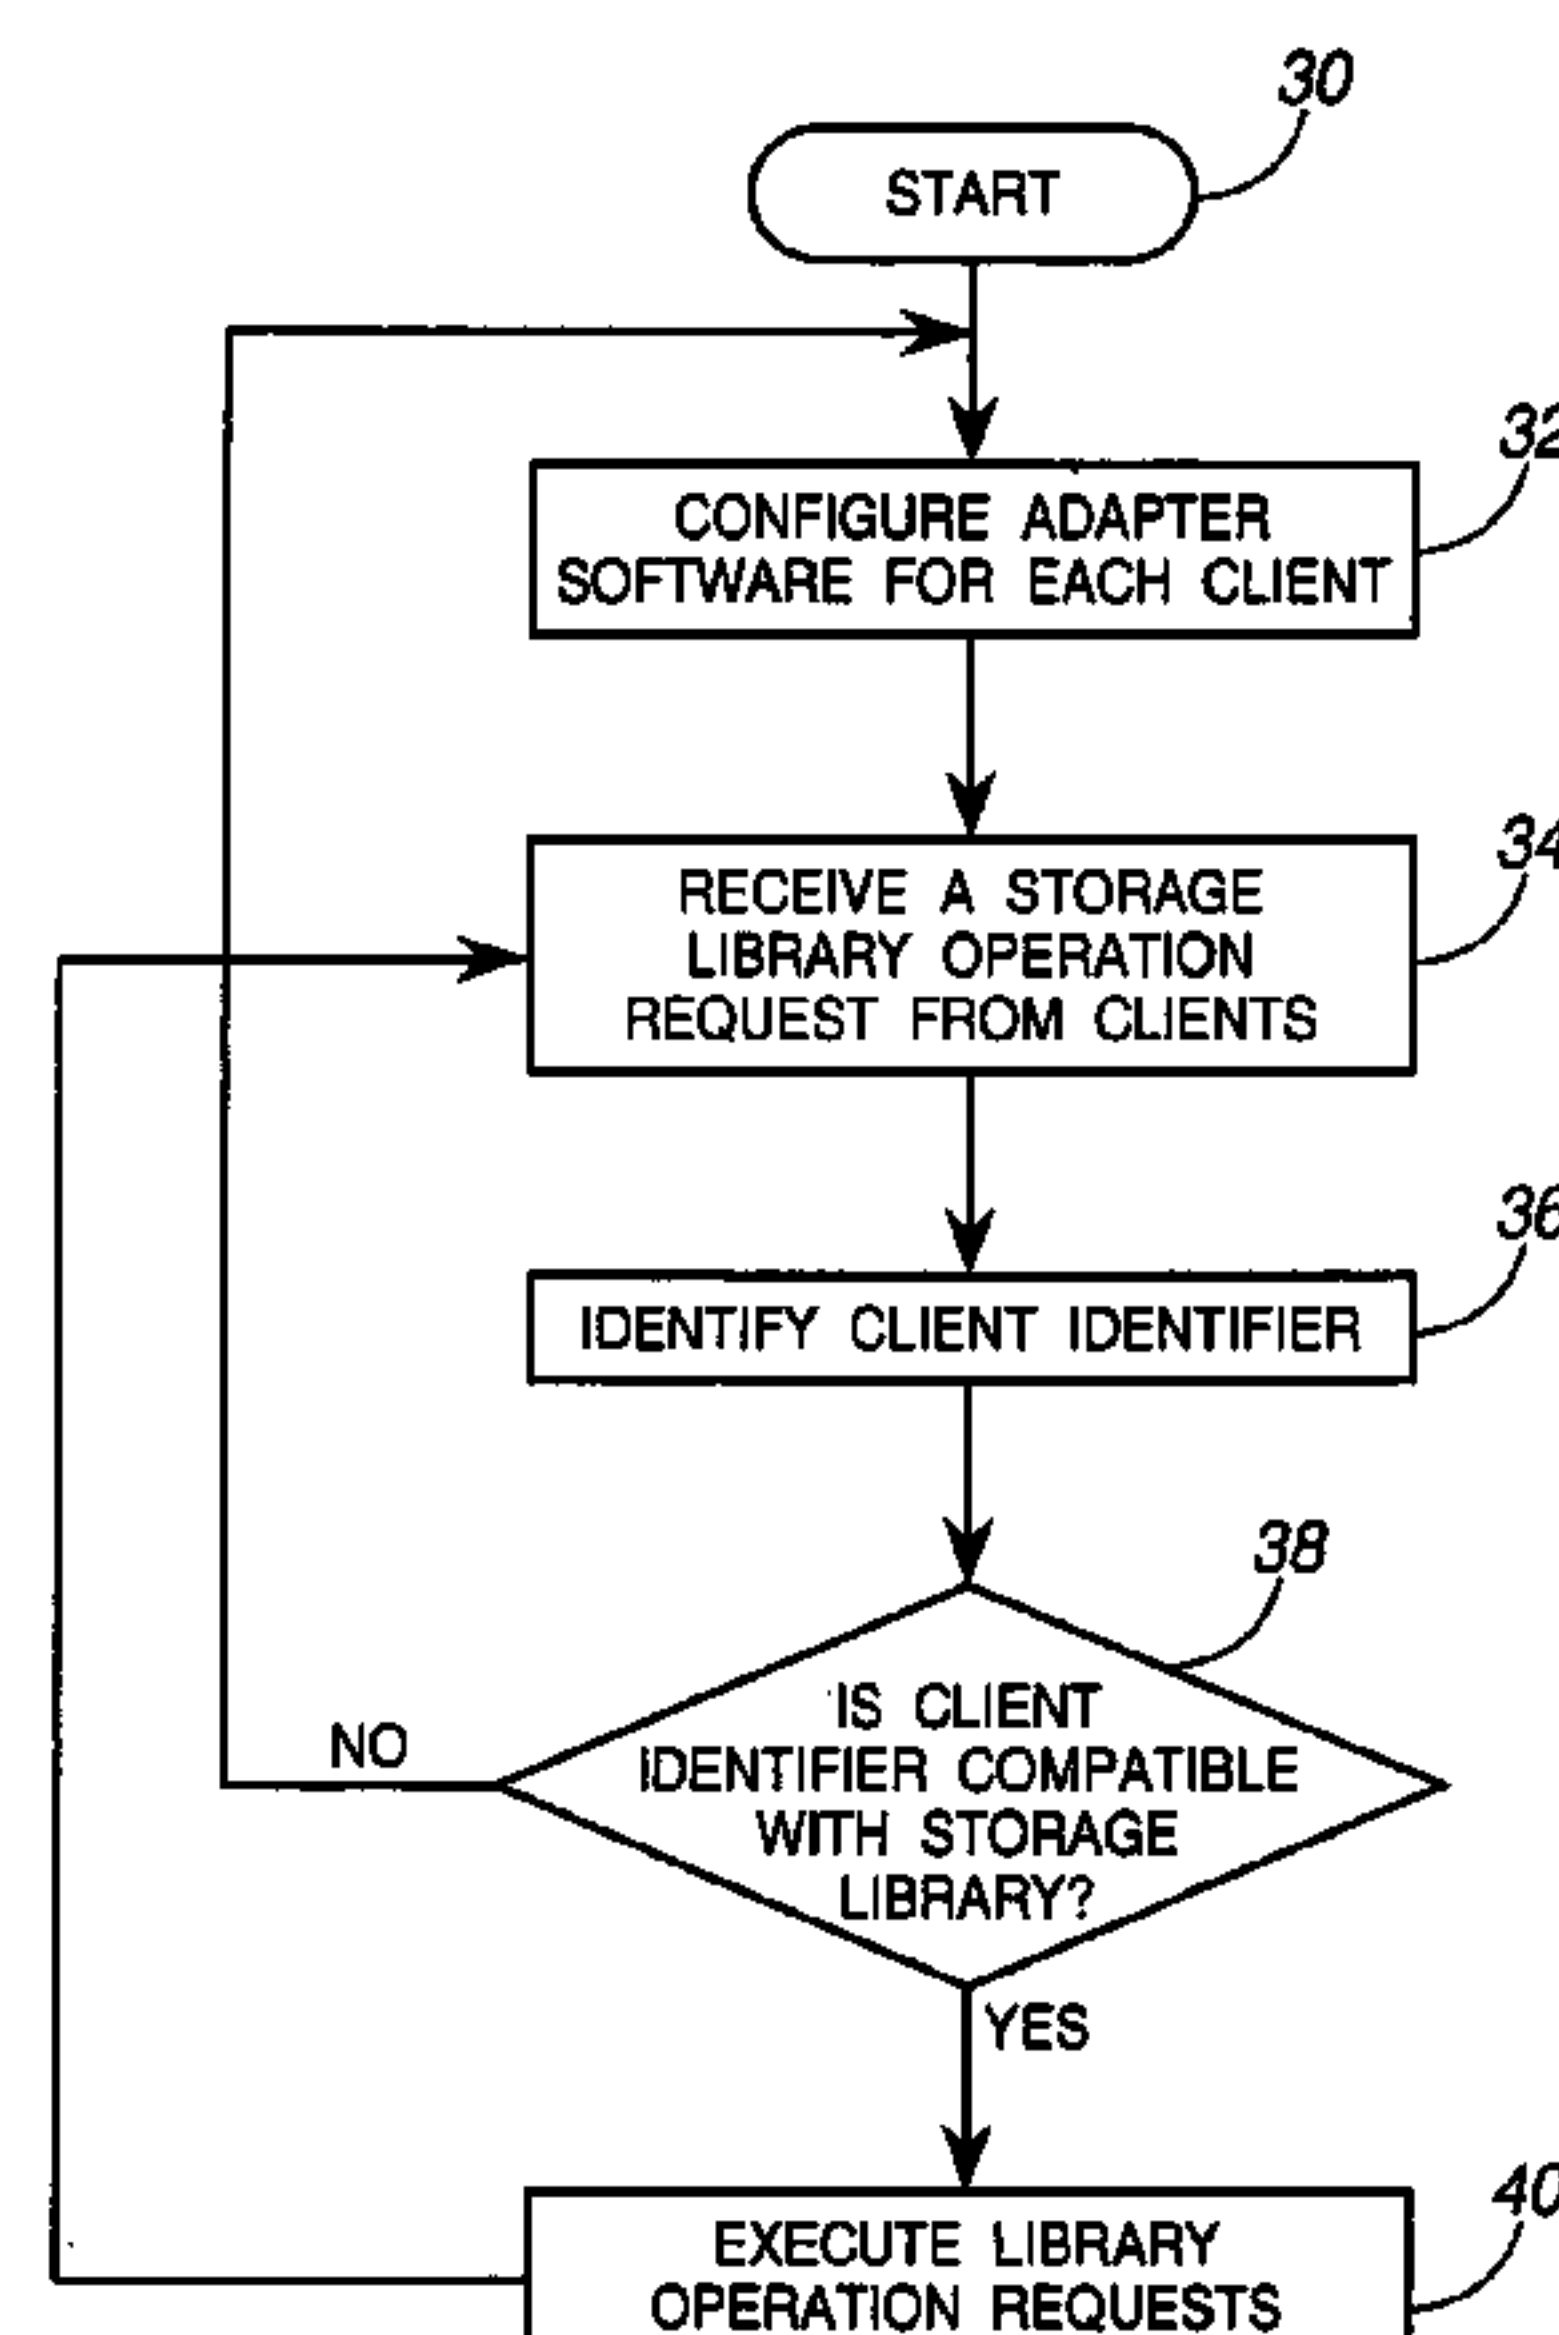 30
START
32
CONFIGURE ADAPTER
SOFTWARE FOR EACH CLIENT
34
RECEIVE A STORAGE
LIBRARY OPERATION
REQUEST FROM CLIENTS
36
IDENTIFY CLIENT IDENTIFIER
38
IS CLIENT
IDENTIFIER COMPATIBLE
WITH STORAGE
LIBRARY?
NO
YES
40
EXECUTE LIBRARY
OPERATION REQUESTS